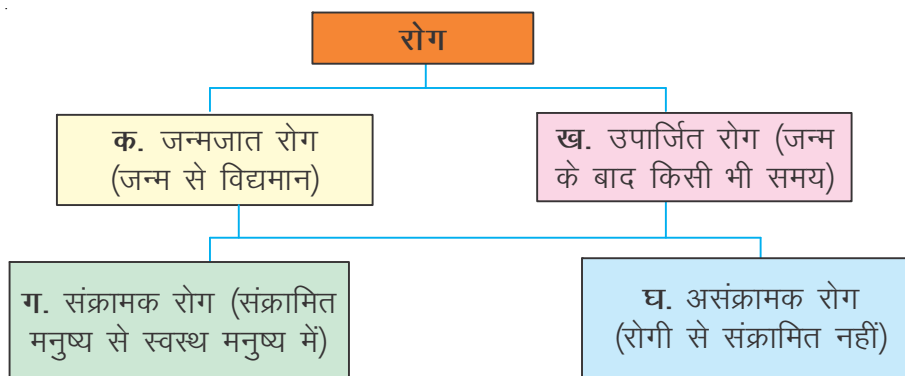 रोग
क. जन्मजात रोग
(जन्म से विद्यमान)
ख. उपार्जित रोग (जन्म
के बाद किसी भी समय)
ग. संक्रामक रोग (संक्रामित
मनुष्य से स्वस्थ मनुष्य में)
घ. असंक्रामक रोग
(रोगी से संक्रामित नहीं)